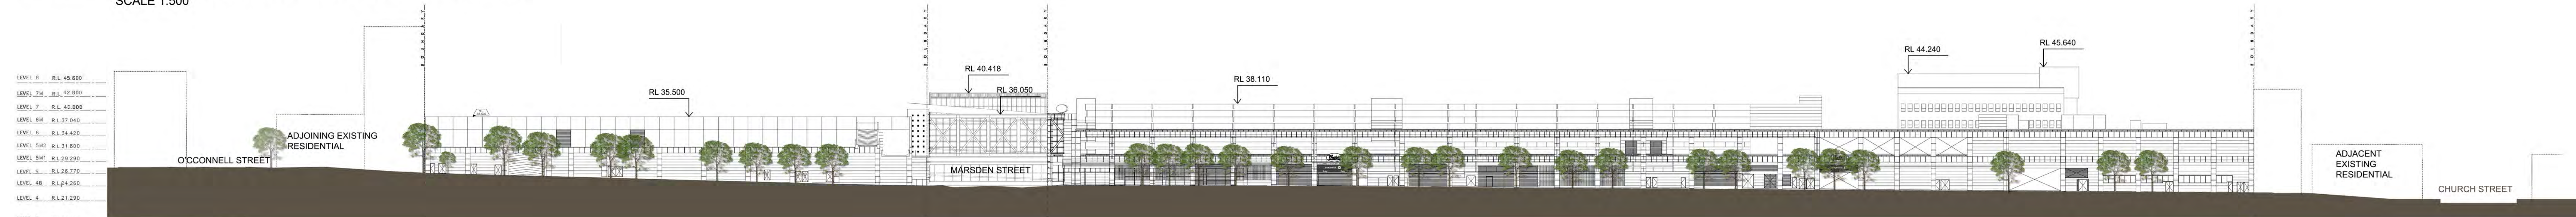 SCALE 1:500
RL 40.418
RL 45.640
RL 44.240
LEVEL 8 R.L. 45.600
RL 38.110
RL 36.050
RL 35.500
LEVEL 7M R.L. 42.880
LEVEL 7 R.L. 40.000
LEVEL 6M R.L. 37.040
LEVEL 6 R.L. 34.420
LEVEL 5M2 R.L. 31.800
LEVEL 5M1 R.L. 29.290
LEVEL 5 R.L. 26.770
LEVEL 4B R.L. 24.260
LEVEL 4 R.L. 21.290
ADJOINING EXISTING
RESIDENTIAL
O'CCONNELL STREET
MARSDEN STREET
ADJACENT
EXISTING
RESIDENTIAL
CHURCH STREET